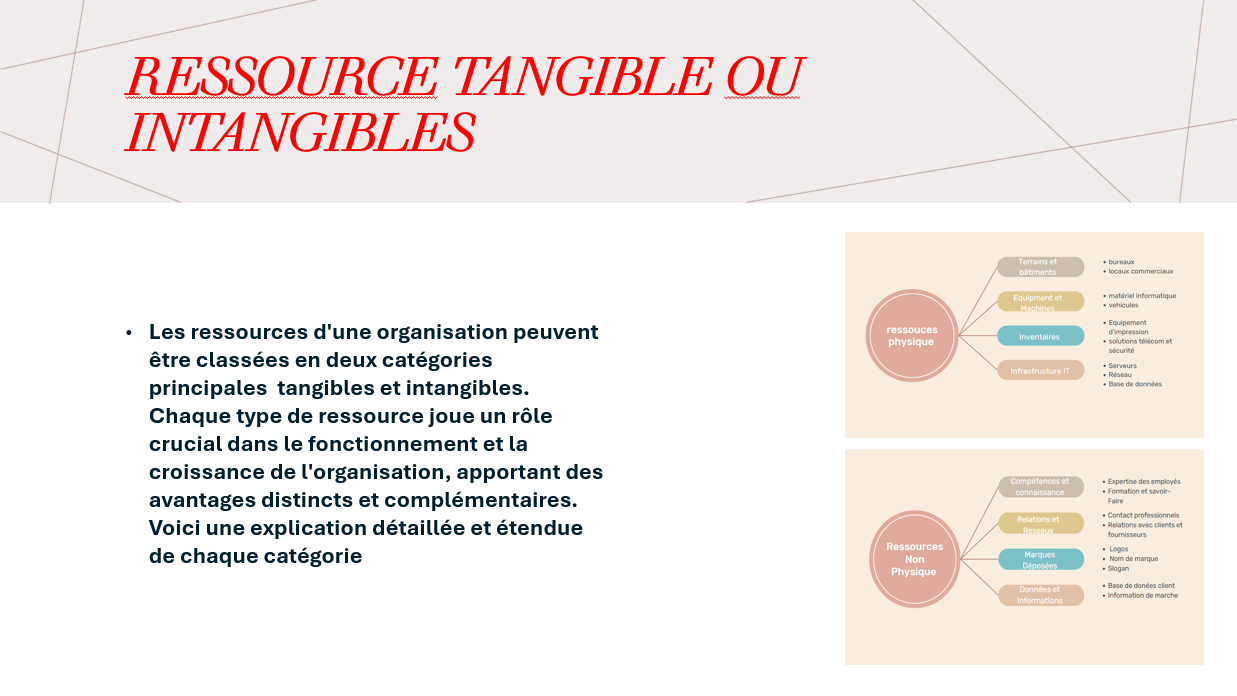 RESSOURCE TANGIBLE OU
INTANGIBLES
• Les ressources d'une organisation peuvent
être classées en deux catégories
principales  tangibles et intangibles.
Chaque type de ressource joue un rôle
crucial dans le fonctionnement et la
croissance de l'organisation, apportant des
avantages distincts et complémentaires.
Voici une explication détaillée et étendue
de chaque catégorie
ressouces
physique
Terrains et
bâtiments
• bureaux
• locaux commerciaux
Equipment et
Machines
• matériel informatique
• vehicules
Inventaires
• Equipement
d'impression
• solutions télécom et
sécurité
Infrastructure IT
• Serveurs
• Réseau
• Base de données
Ressources
Non
Physique
Compétences et
connaissance
• Expertise des employés
• Formation et savoir-
Faire
Relations et
Reseaux
• Contact professionnels
• Relations avec clients et
fournisseurs
Marques
Déposées
• Logos
• Nom de marque
• Slogan
Données et
Informations
• Base de donées client
• Information de marche